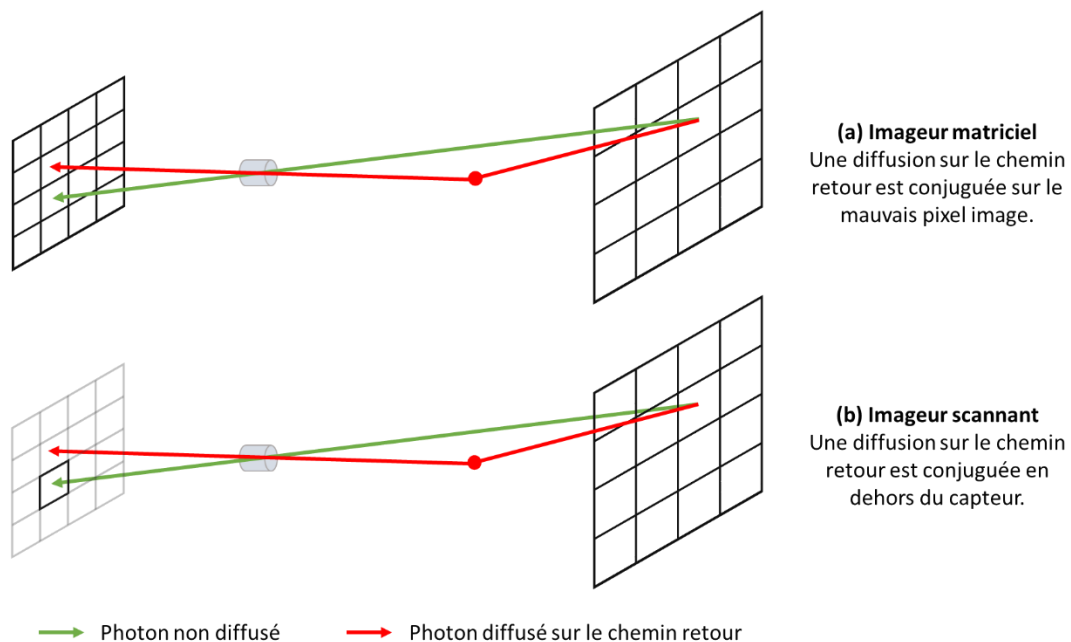 (a) Imageur matriciel
Une diffusion sur le chemin
retour est conjuguée sur le
mauvais pixel image.
(b) Imageur scannant
Une diffusion sur le chemin
retour est conjuguée en
dehors du capteur.
Photon non diffusé
Photon diffusé sur le chemin retour